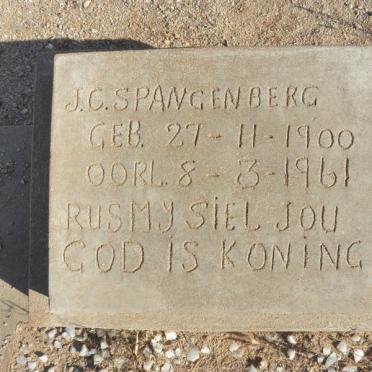 J.C. SPANGENBERG
GEB. 27-11-1900
OORL. 8-3-1961
RUS MY SiEL JOU
GOD IS KONiNG